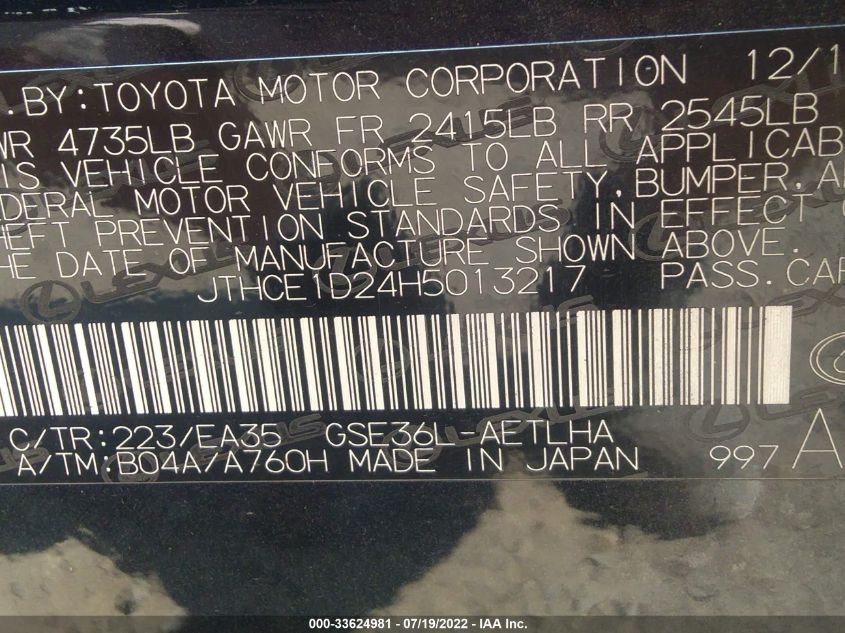 . BY: TOYOTA MOTOR CORPORATION 12/1
WR 4735LB GAWR FR 2415LB RR 2545LB
IS VEHICLE CONFORMS TO ALL APPLICAB
DERAL MOTOR VEHICLE SAFETY, BUMPER, A
HEFT PREVENTION STANDARDS IN EFFECT O
HE DATE OF MANUFACTURE SHOWN ABOVE.
JTHCE1D24H5013217 PASS. CAR
C/TR: 223/EA35 GSE36L-AETLHA
A/TM: B04A/A760H MADE IN JAPAN 997 A
LEXUS
000-33624981 - 07/19/2022 - IAA Inc.